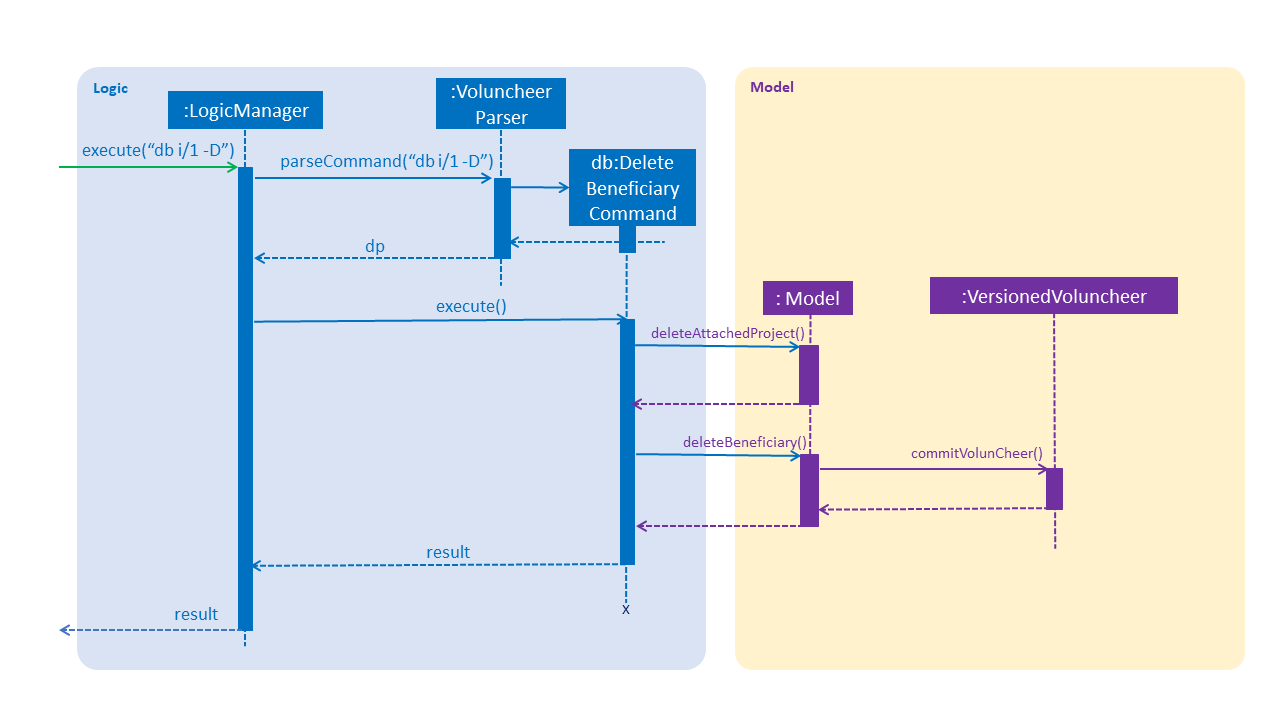 Logic
Model
:LogicManager
:Voluncheer
Parser
execute(“db i/1 -D”)
parseCommand(“db i/1 -D”)
db:Delete
Beneficiary
Command
dp
: Model
:VersionedVoluncheer
execute()
deleteAttachedProject()
deleteBeneficiary()
commitVolunCheer()
result
x
result